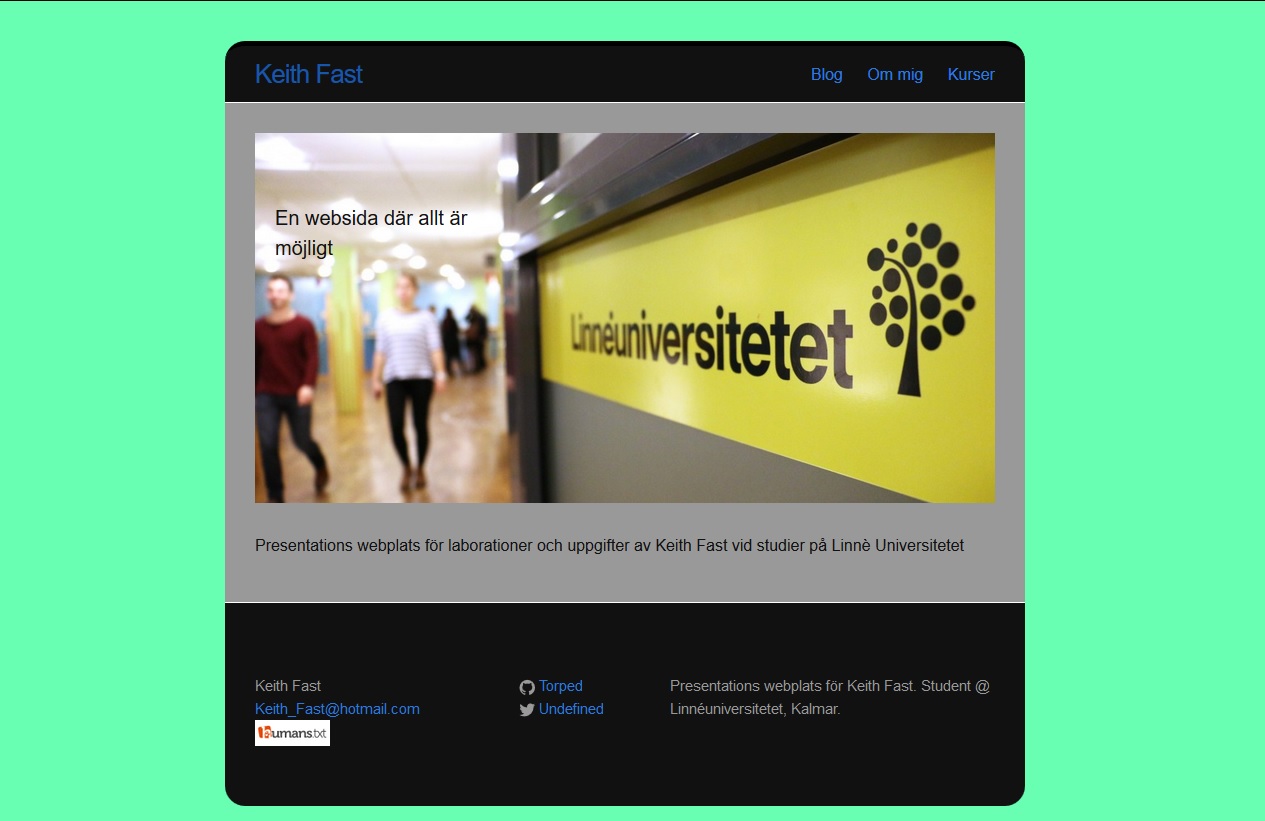 Keith Fast
Blog Om mig Kurser
En websida där allt är
möjligt
Linnéuniversitetet
Presentations webplats för laborationer och uppgifter av Keith Fast vid studier på Linnè Universitetet
Keith Fast
Keith_Fast@hotmail.com
humans.txt
Torped
Undefined
Presentations webplats för Keith Fast. Student @
Linnéuniversitetet, Kalmar.